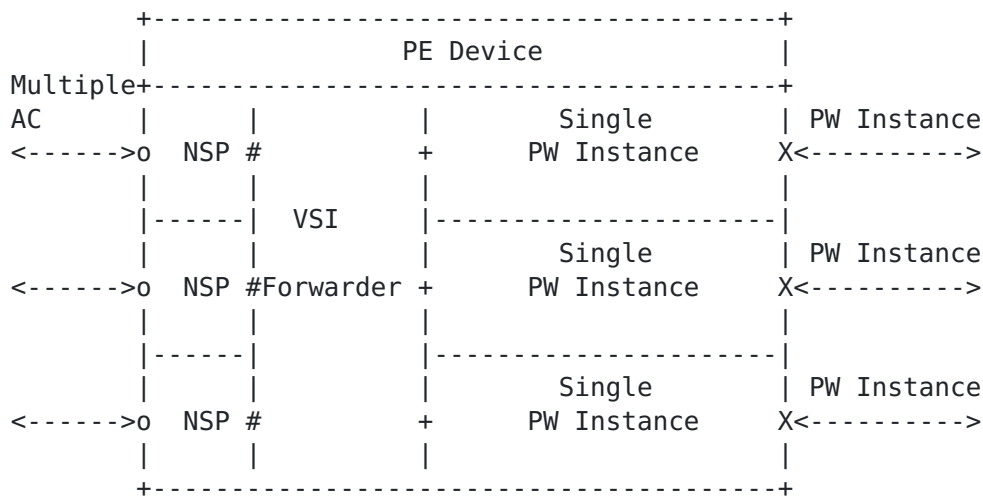 PE Device
Multiple
AC Single PW Instance
NSP # + PW Instance X
VSI
Single PW Instance
NSP #Forwarder + PW Instance X
Single PW Instance
NSP # + PW Instance X